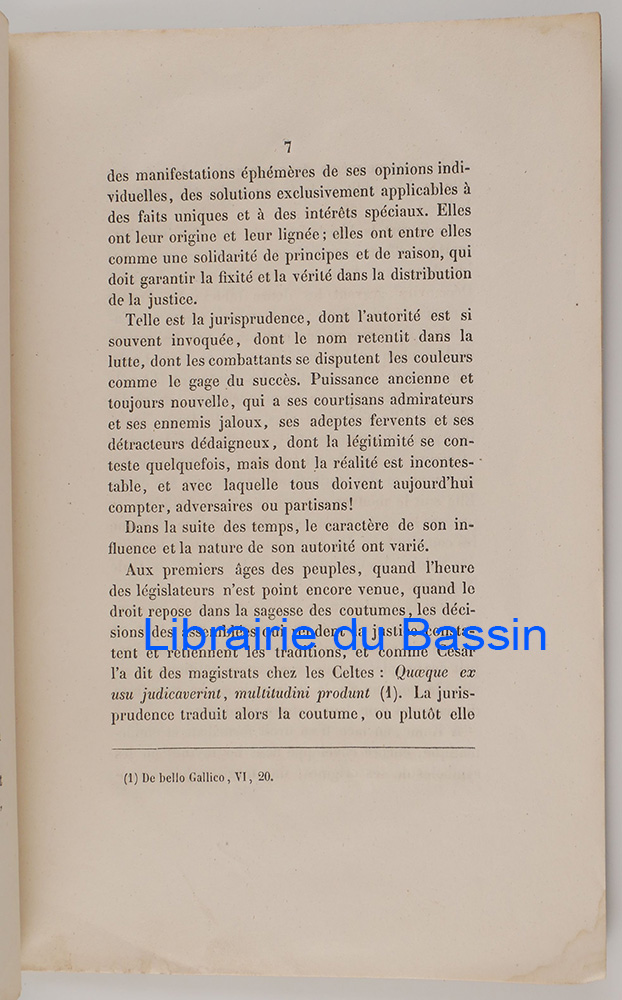 7
des manifestations éphémères de ses opinions indi-
viduelles, des solutions exclusivement applicables à
des faits uniques et à des intérêts spéciaux. Elles
ont leur origine et leur lignée; elles ont entre elles
comme une solidarité de principes et de raison, qui
doit garantir la fixité et la vérité dans la distribution
de la justice.
Telle est la jurisprudence, dont l'autorité est si
souvent invoquée, dont le nom retentit dans la
lutte, dont les combattants se disputent les couleurs
comme le gage du succès. Puissance ancienne et
toujours nouvelle, qui a ses courtisans admirateurs
et ses ennemis jaloux, ses adeptes fervents et ses
détracteurs dédaigneux, dont la légitimité se con-
teste quelquefois, mais dont la réalité est incontes-
table, et avec laquelle tous doivent aujourd'hui
compter, adversaires ou partisans!
Dans la suite des temps, le caractère de son in-
fluence et la nature de son autorité ont varié.
Aux premiers âges des peuples, quand l'heure
des législateurs n'est point encore venue, quand le
droit repose dans la sagesse des coutumes, les déci-
sions des assemblées qui rendent la justice consta-
Librairie du Bassin
tent et retiennent les traditions, et comme César
l'a dit des magistrats chez les Celtes : Quæque ex
usu judicaverint, multitudini produnt (1). La juris-
prudence traduit alors la coutume, ou plutôt elle
(1) De bello Gallico, VI, 20.